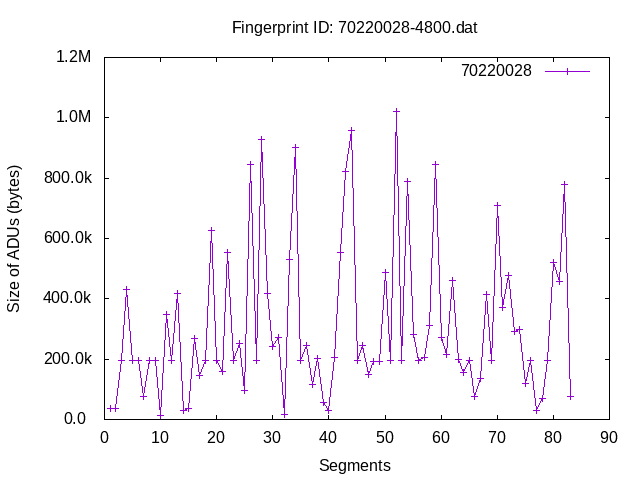 Fingerprint ID: 70220028-4800.dat
70220028
1.2M
1.0M
800.0k
600.0k
400.0k
200.0k
0.0
Size of ADUs (bytes)
0 10 20 30 40 50 60 70 80 90
Segments